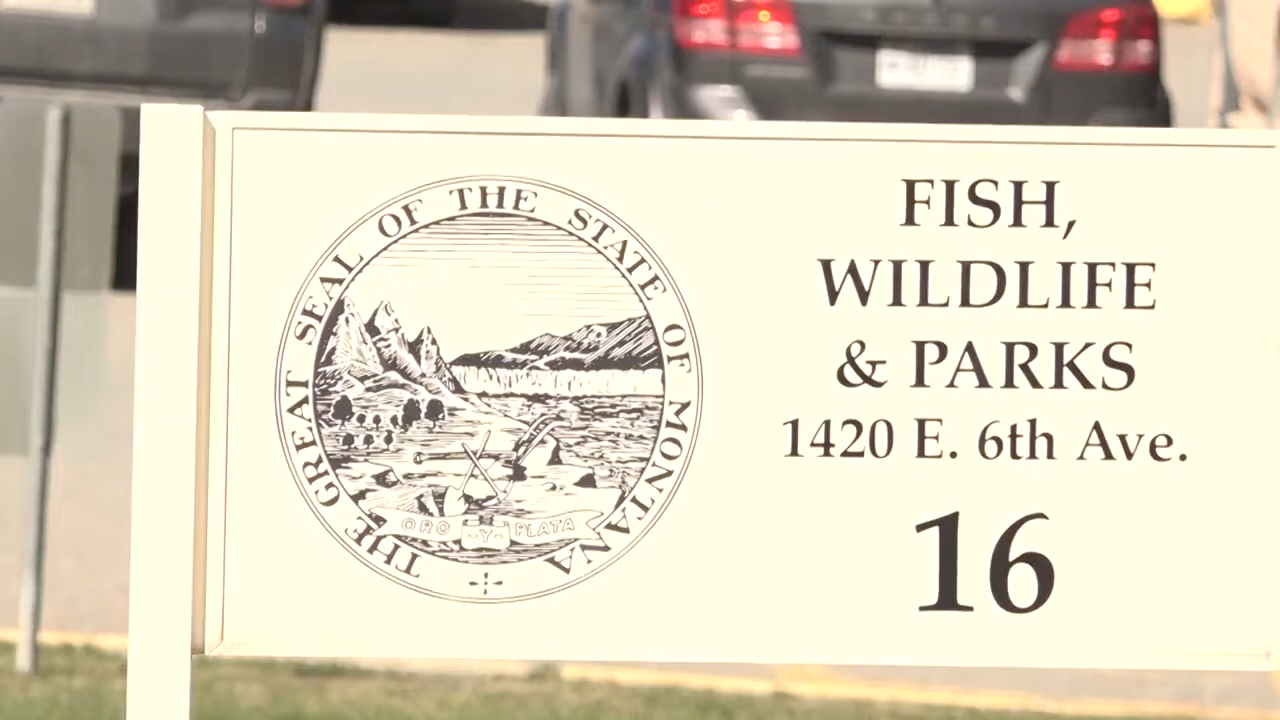 THE GREAT SEAL OF THE STATE OF MONTANA
ORO -Y- PLATA
FISH,
WILDLIFE
& PARKS
1420 E. 6th Ave.
16